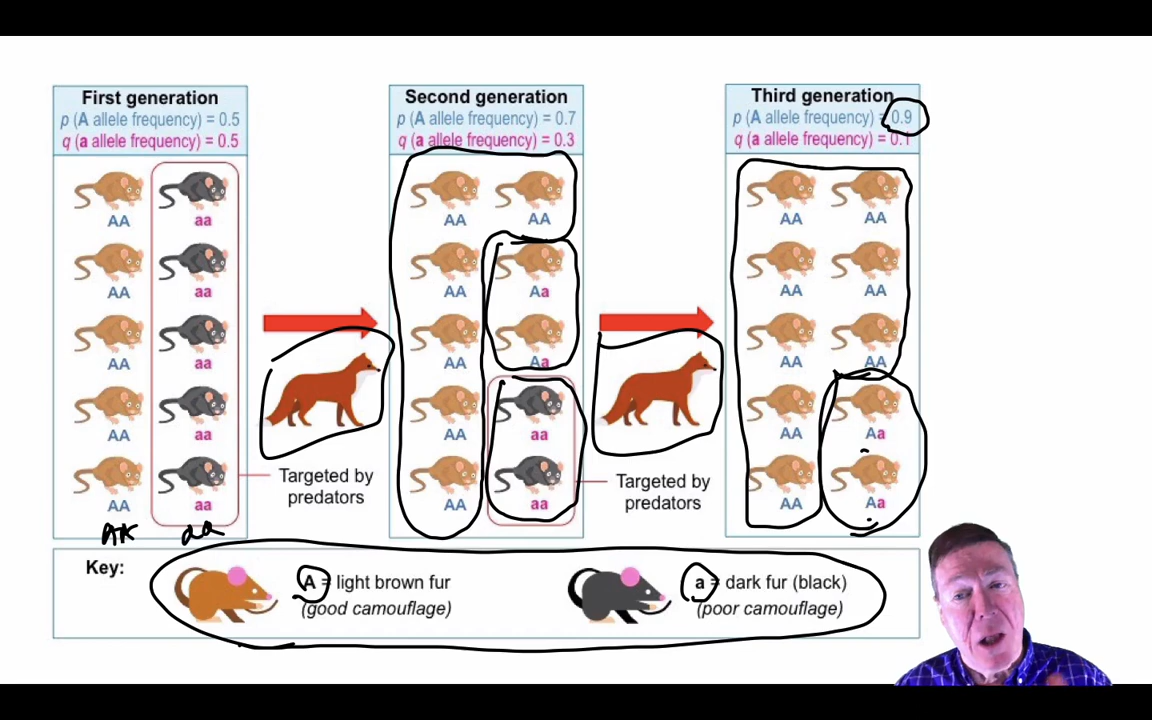 First generation
p (A allele frequency) = 0.5
q (a allele frequency) = 0.5
AA aa
AA aa
AA aa
AA aa
AA aa
Targeted by
predators
AA aa
Second generation
p (A allele frequency) = 0.7
q (a allele frequency) = 0.3
AA AA
AA Aa
AA Aa
AA aa
AA aa
Targeted by
predators
Third generation
p (A allele frequency) = 0.9
q (a allele frequency) = 0.1
AA AA
AA AA
AA AA
AA Aa
AA Aa
Key:
A = light brown fur
(good camouflage)
a = dark fur (black)
(poor camouflage)